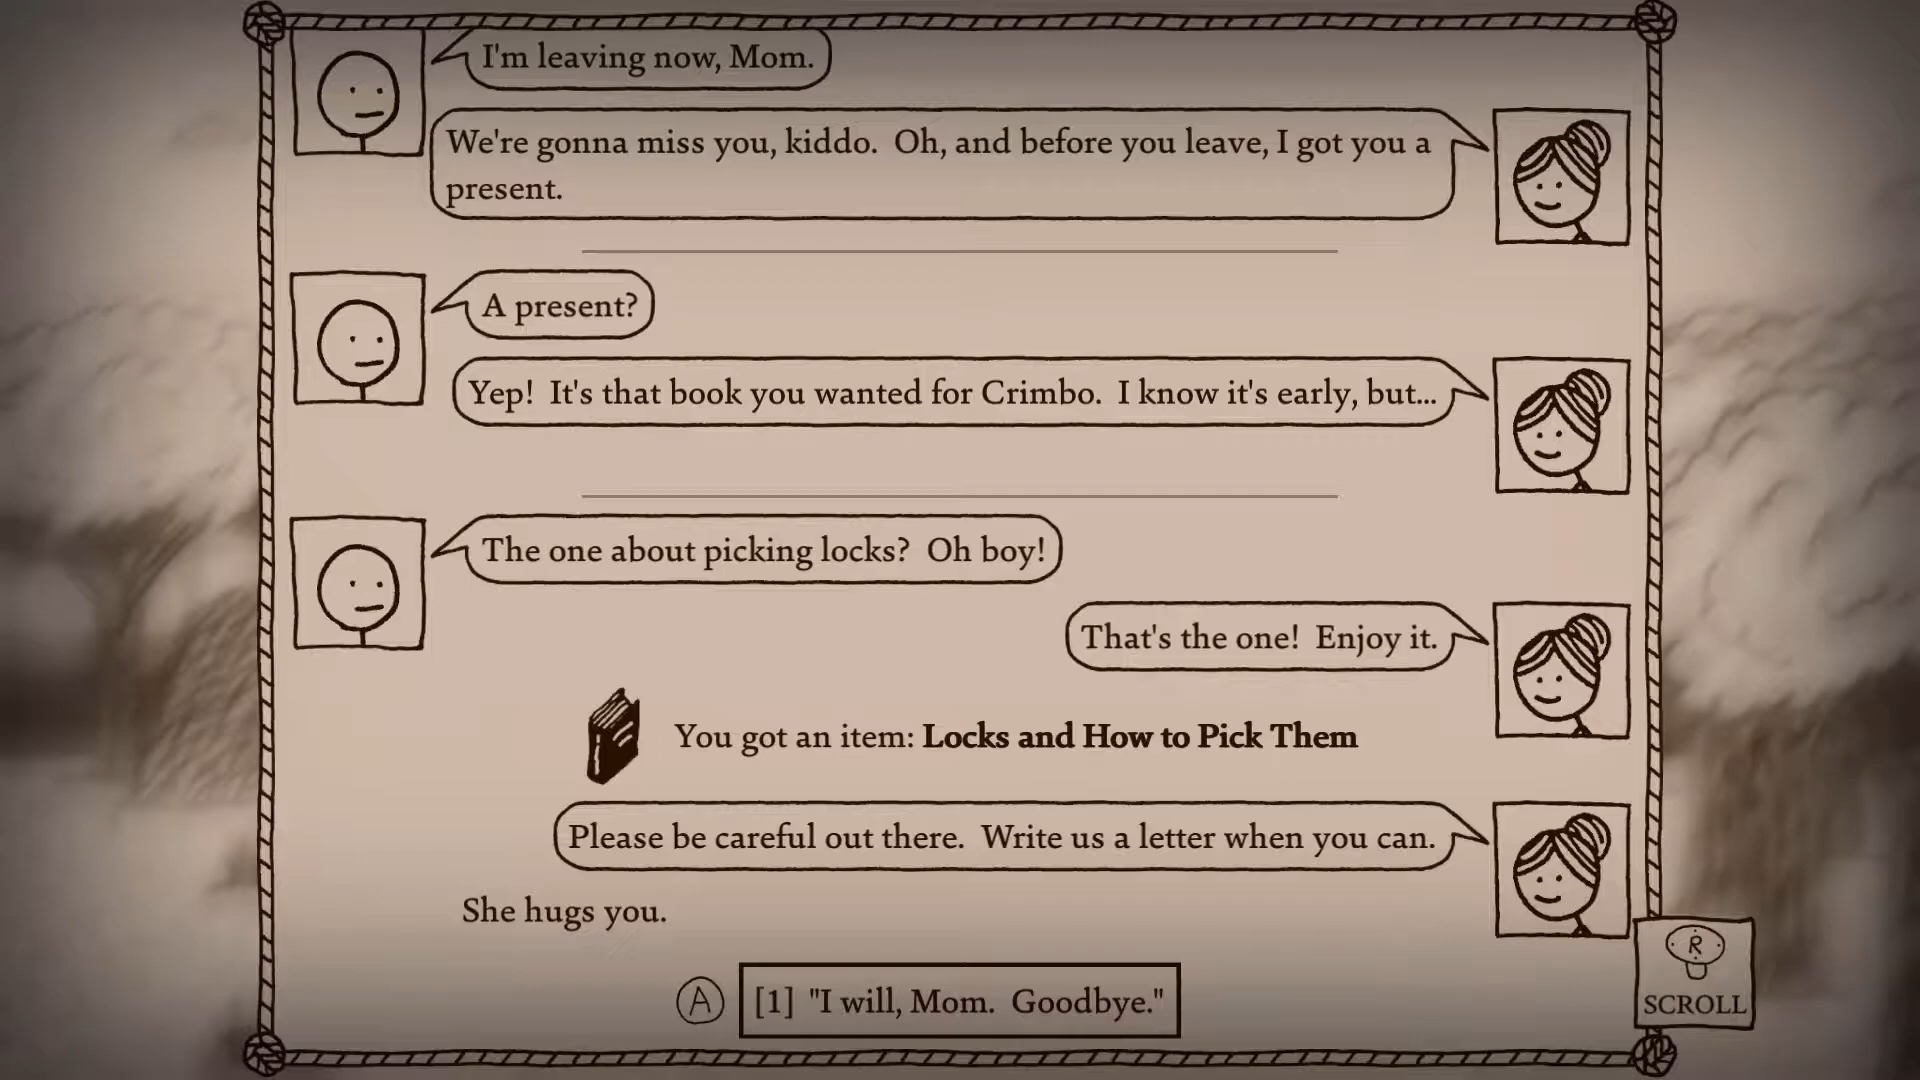 I'm leaving now, Mom.
We're gonna miss you, kiddo.  Oh, and before you leave, I got you a
present.
A present?
Yep!  It's that book you wanted for Crimbo.  I know it's early, but...
The one about picking locks?  Oh boy!
That's the one!  Enjoy it.
You got an item: Locks and How to Pick Them
Please be careful out there.  Write us a letter when you can.
She hugs you.
R
SCROLL
A [1] "I will, Mom.  Goodbye."